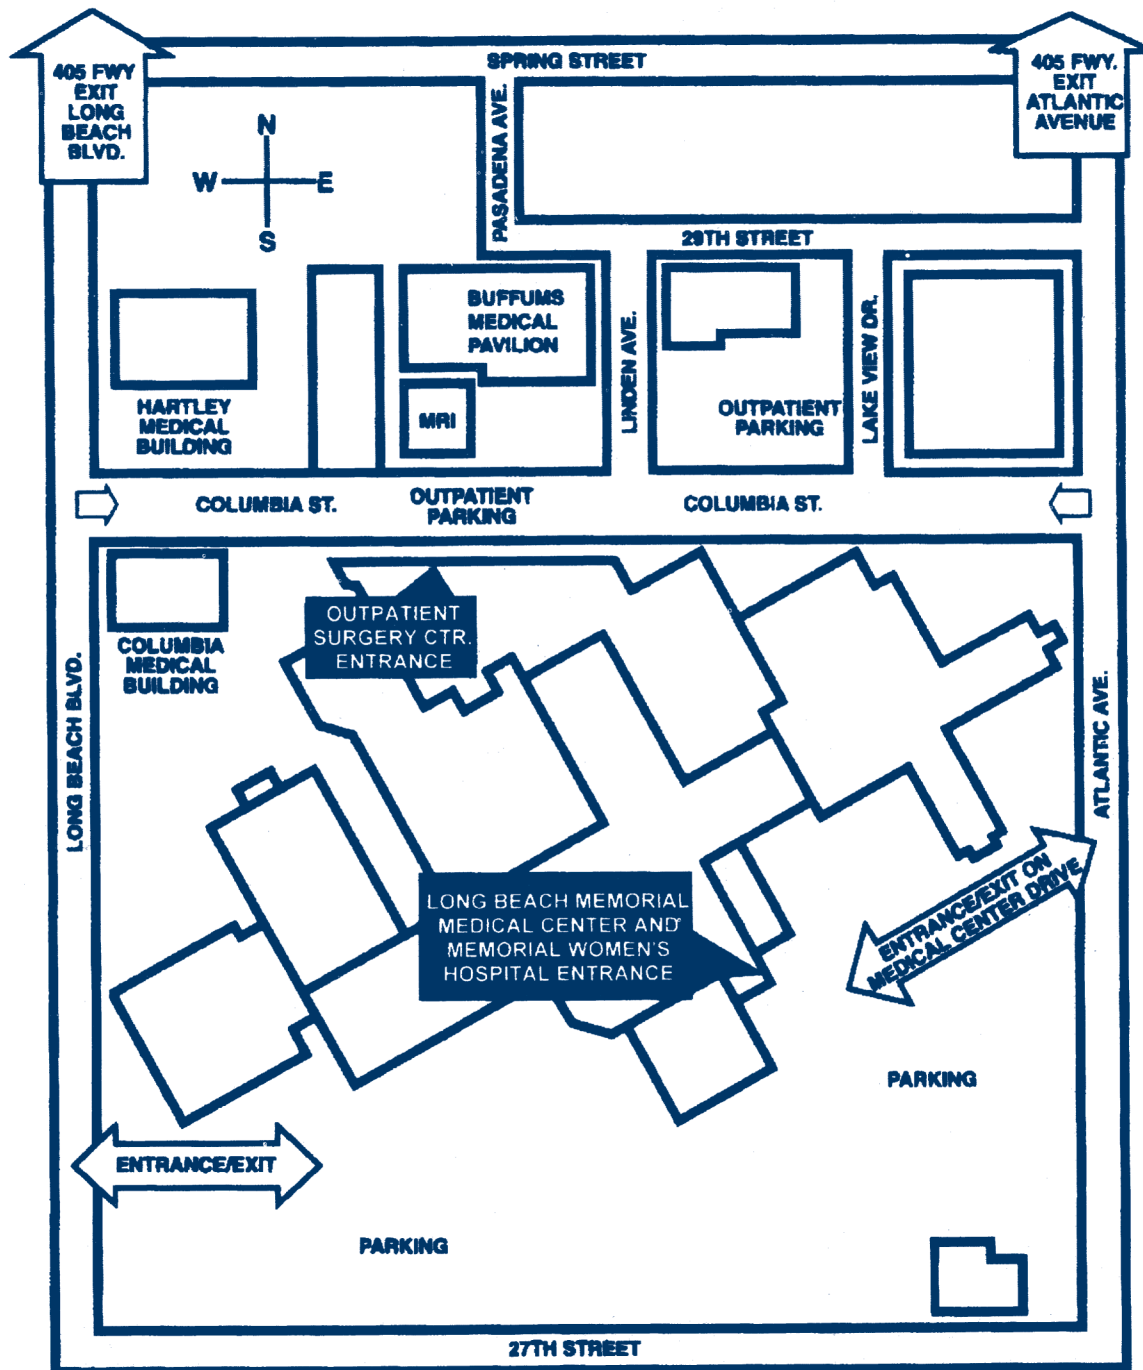 SPRING STREET
405 FWY
EXIT
LONG
BEACH
BLVD.
405 FWY.
EXIT
ATLANTIC
AVENUE
N
W
E
S
PASADENA AVE.
29TH STREET
BUFFUMS
MEDICAL
PAVILION
MRI
HARTLEY
MEDICAL
BUILDING
LINDEN AVE.
OUTPATIENT
PARKING
LAKE VIEW DR.
COLUMBIA ST.
OUTPATIENT
PARKING
COLUMBIA ST.
COLUMBIA
MEDICAL
BUILDING
OUTPATIENT
SURGERY CTR.
ENTRANCE
LONG BEACH BLVD.
ATLANTIC AVE.
LONG BEACH MEMORIAL
MEDICAL CENTER AND
MEMORIAL WOMEN'S
HOSPITAL ENTRANCE
ENTRANCE/EXIT ON
MEDICAL CENTER DRIVE
PARKING
ENTRANCE/EXIT
PARKING
27TH STREET